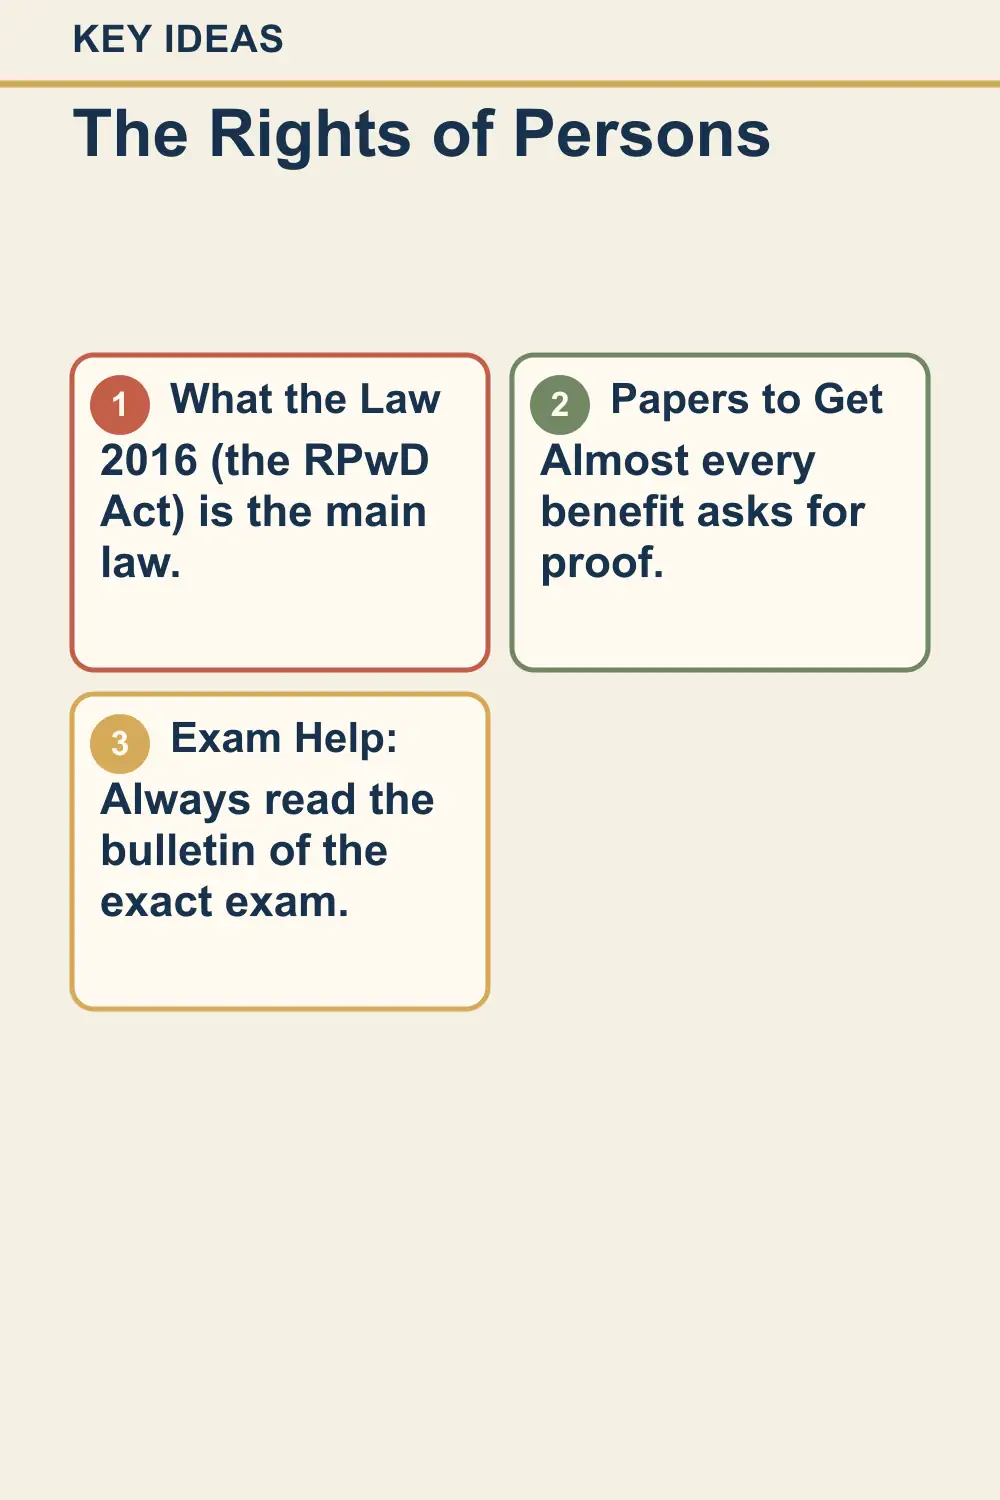 KEY IDEAS
The Rights of Persons
1 What the Law
2016 (the RPwD
Act) is the main
law.
2 Papers to Get
Almost every
benefit asks for
proof.
3 Exam Help:
Always read the
bulletin of the
exact exam.